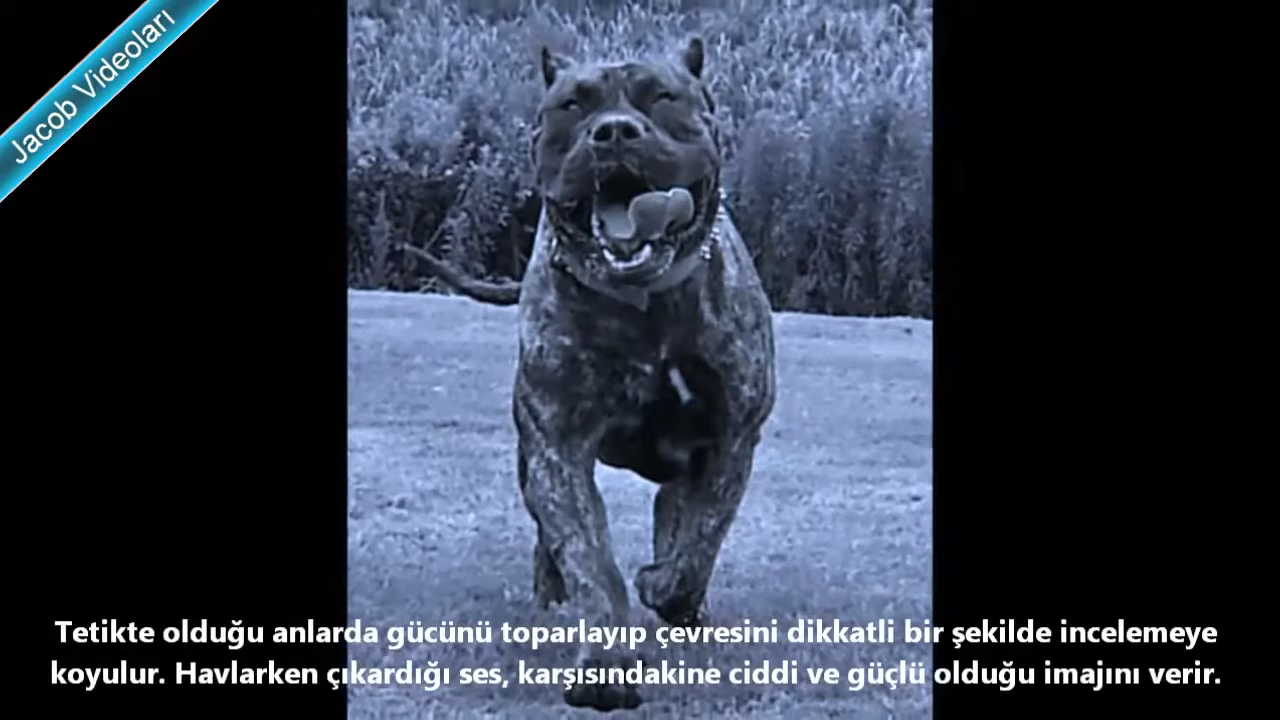 Jacob Videoları
Tetikte olduğu anlarda gücünü toparlayıp çevresini dikkatli bir şekilde incelemeye
koyulur. Havlarken çıkardığı ses, karşısındakine ciddi ve güçlü olduğu imajını verir.